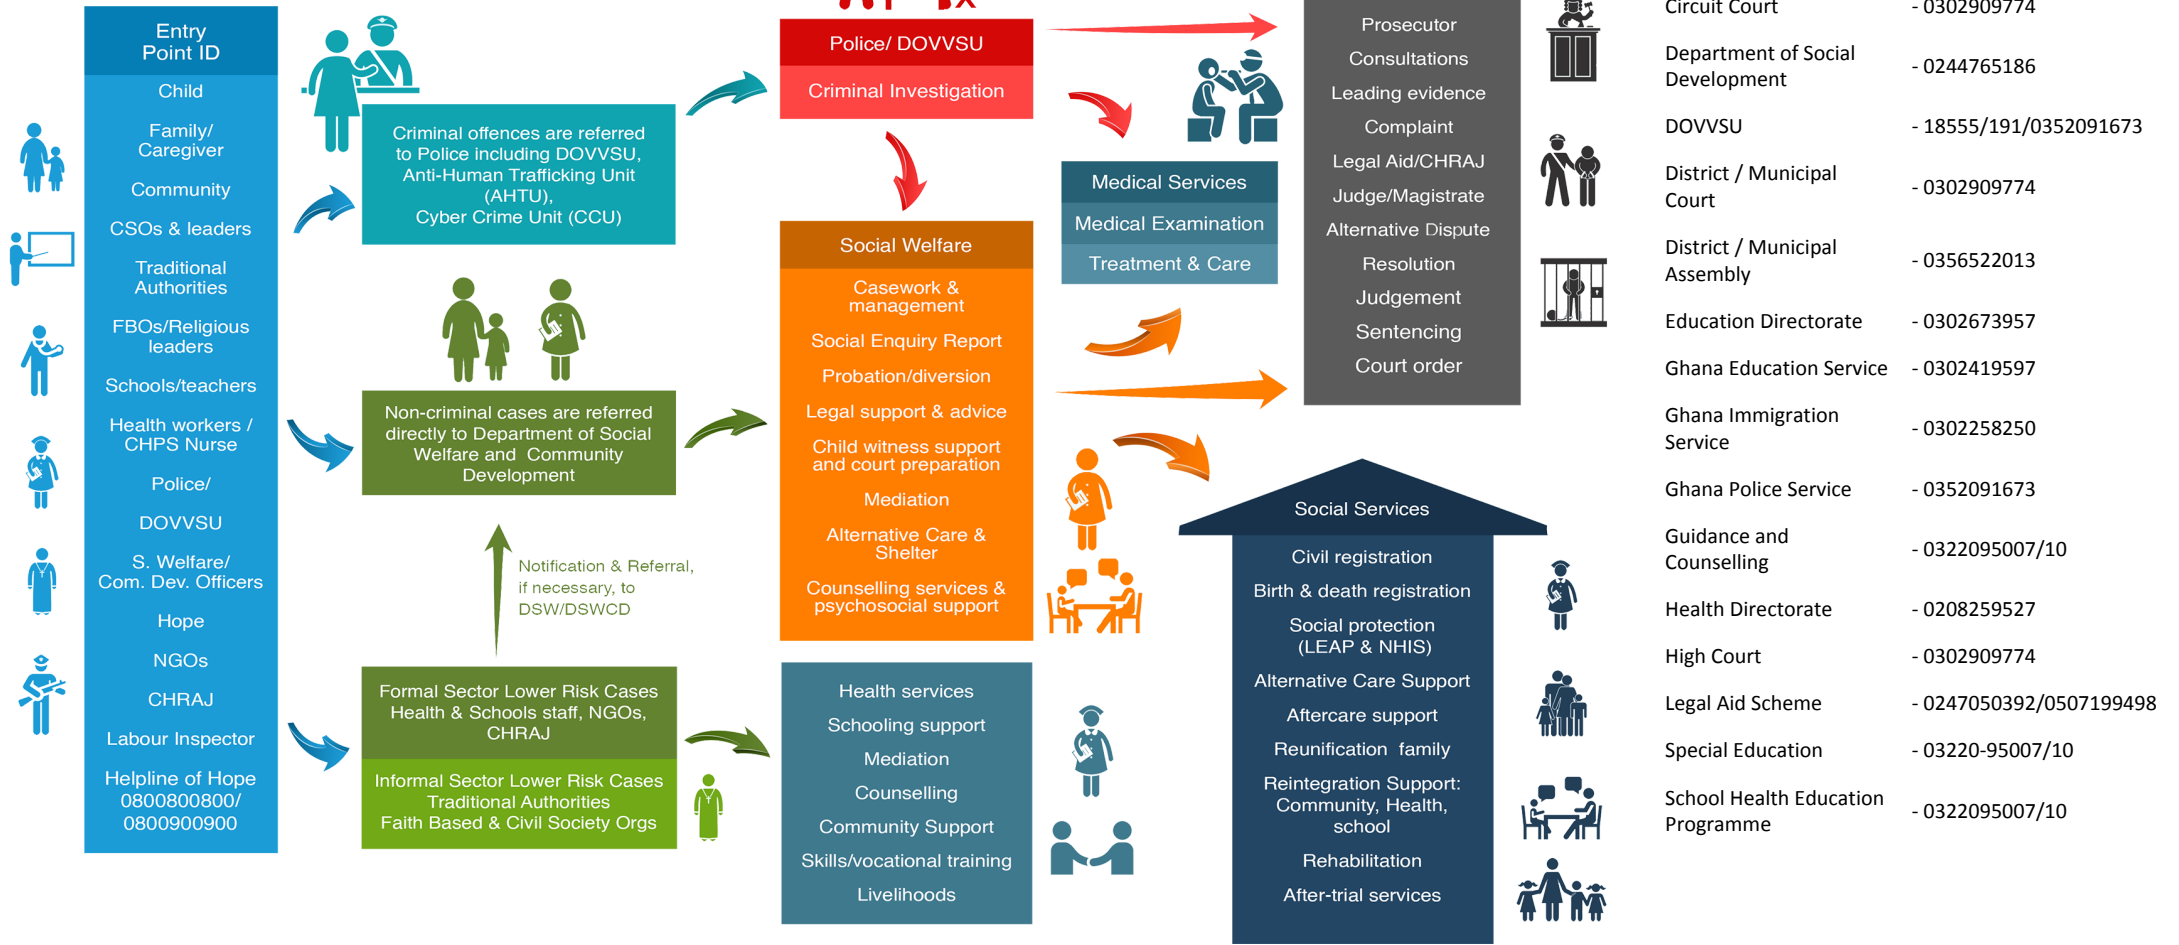 Entry
Point ID
Child
Family/
Caregiver
Community
CSOs & leaders
Traditional
Authorities
FBOs/Religious
leaders
Schools/teachers
Health workers /
CHPS Nurse
Police/
DOVVSU
S. Welfare/
Com. Dev. Officers
Hope
NGOs
CHRAJ
Labour Inspector
Helpline of Hope
0800800800/
0800900900
Criminal offences are referred
to Police including DOVVSU,
Anti-Human Trafficking Unit
(AHTU),
Cyber Crime Unit (CCU)
Non-criminal cases are referred
directly to Department of Social
Welfare and Community
Development
Notification & Referral,
if necessary, to
DSW/DSWCD
Formal Sector Lower Risk Cases
Health & Schools staff, NGOs,
CHRAJ
Informal Sector Lower Risk Cases
Traditional Authorities
Faith Based & Civil Society Orgs
Police/ DOVVSU
Criminal Investigation
Social Welfare
Casework &
management
Social Enquiry Report
Probation/diversion
Legal support & advice
Child witness support
and court preparation
Mediation
Alternative Care &
Shelter
Counselling services &
psychosocial support
Health services
Schooling support
Mediation
Counselling
Community Support
Skills/vocational training
Livelihoods
Medical Services
Medical Examination
Treatment & Care
Prosecutor
Consultations
Leading evidence
Complaint
Legal Aid/CHRAJ
Judge/Magistrate
Alternative Dispute
Resolution
Judgement
Sentencing
Court order
Social Services
Civil registration
Birth & death registration
Social protection
(LEAP & NHIS)
Alternative Care Support
Aftercare support
Reunification family
Reintegration Support:
Community, Health,
school
Rehabilitation
After-trial services
Circuit Court - 0302909774
Department of Social
Development - 0244765186
DOVVSU - 18555/191/0352091673
District / Municipal
Court - 0302909774
District / Municipal
Assembly - 0356522013
Education Directorate - 0302673957
Ghana Education Service - 0302419597
Ghana Immigration
Service - 0302258250
Ghana Police Service - 0352091673
Guidance and
Counselling - 0322095007/10
Health Directorate - 0208259527
High Court - 0302909774
Legal Aid Scheme - 0247050392/0507199498
Special Education - 03220-95007/10
School Health Education
Programme - 0322095007/10